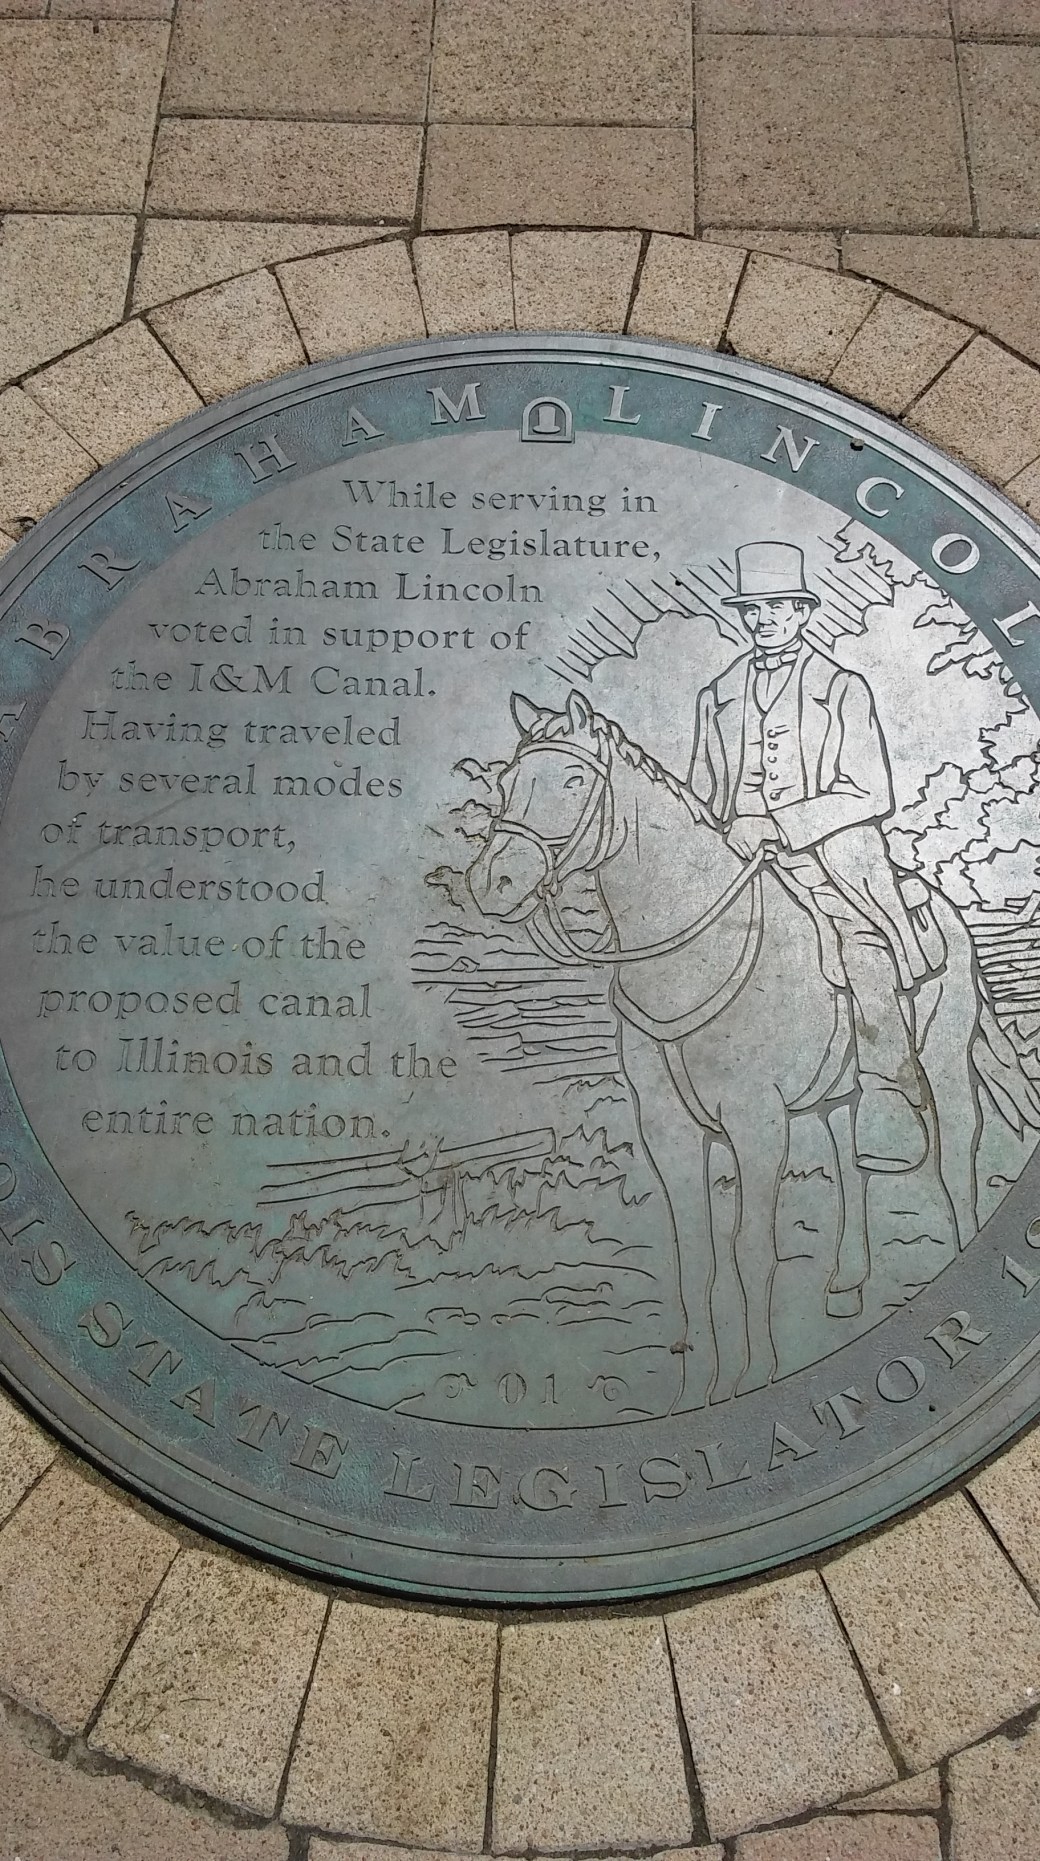 ABRAHAM LINCOL
While serving in
the State Legislature,
Abraham Lincoln
voted in support of
the I&M Canal.
Having traveled
by several modes
of transport,
he understood
the value of the
proposed canal
to Illinois and the
entire nation.
01
OIS STATE LEGISLATOR 18